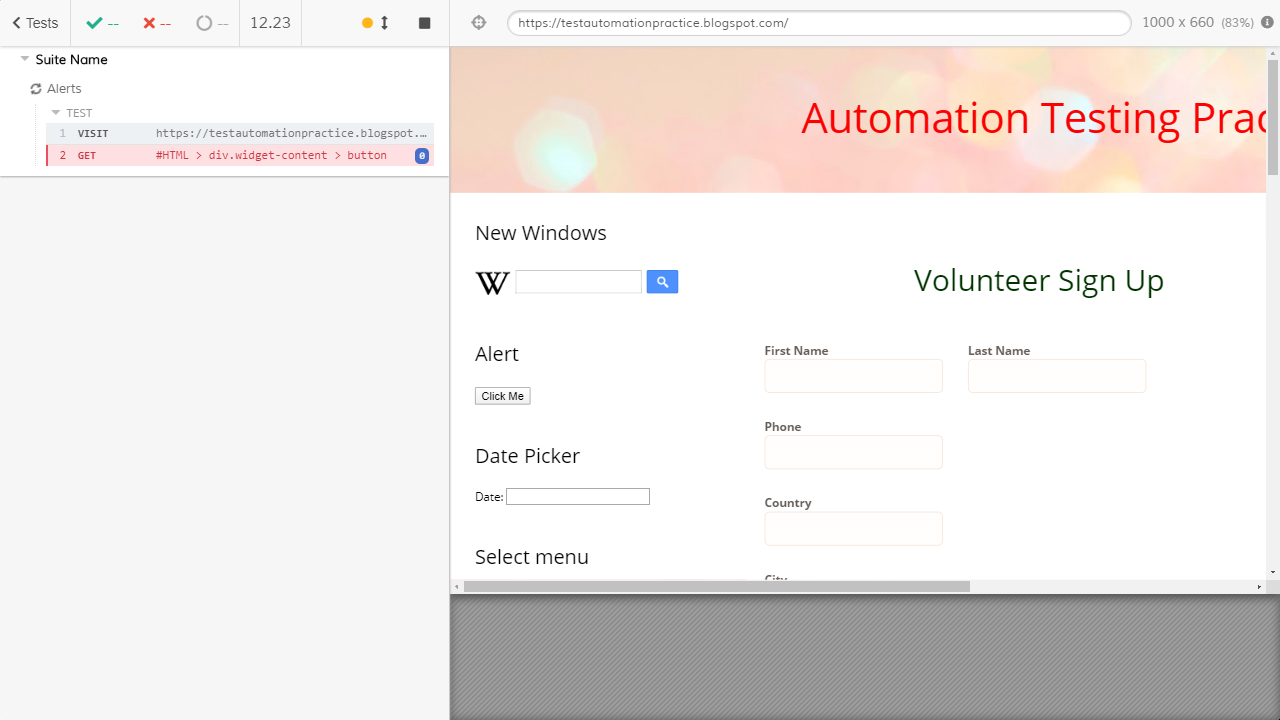 Tests
--
--
--
12.23
https://testautomationpractice.blogspot.com/
1000 x 660 (83%)
Suite Name
Alerts
TEST
1 VISIT https://testautomationpractice.blogspot.…
2 GET #HTML > div.widget-content > button 0
Automation Testing Prac
New Windows
W
Volunteer Sign Up
Alert
Click Me
Date Picker
Date:
Select menu
First Name
Last Name
Phone
Country
City